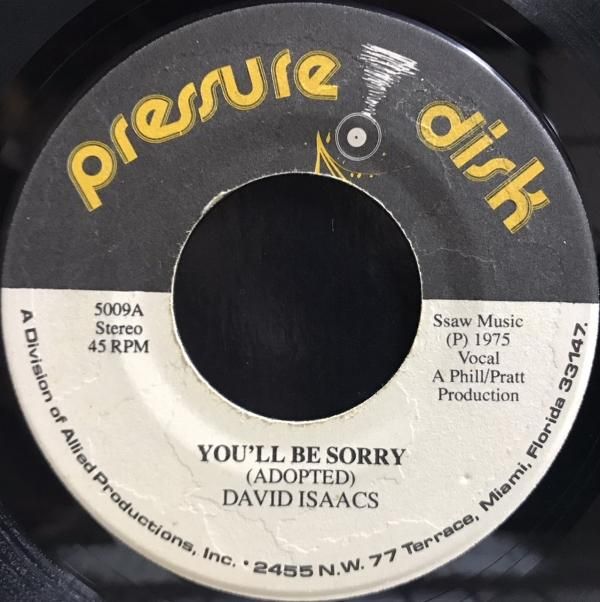 pressure disk
5009A
Stereo
45 RPM
Ssaw Music
(P) 1975
Vocal
A Phill/Pratt
Production
YOU'LL BE SORRY
(ADOPTED)
DAVID ISAACS
A Division of Allied Productions, Inc. • 2455 N.W. 77 Terrace, Miami, Florida 33147.